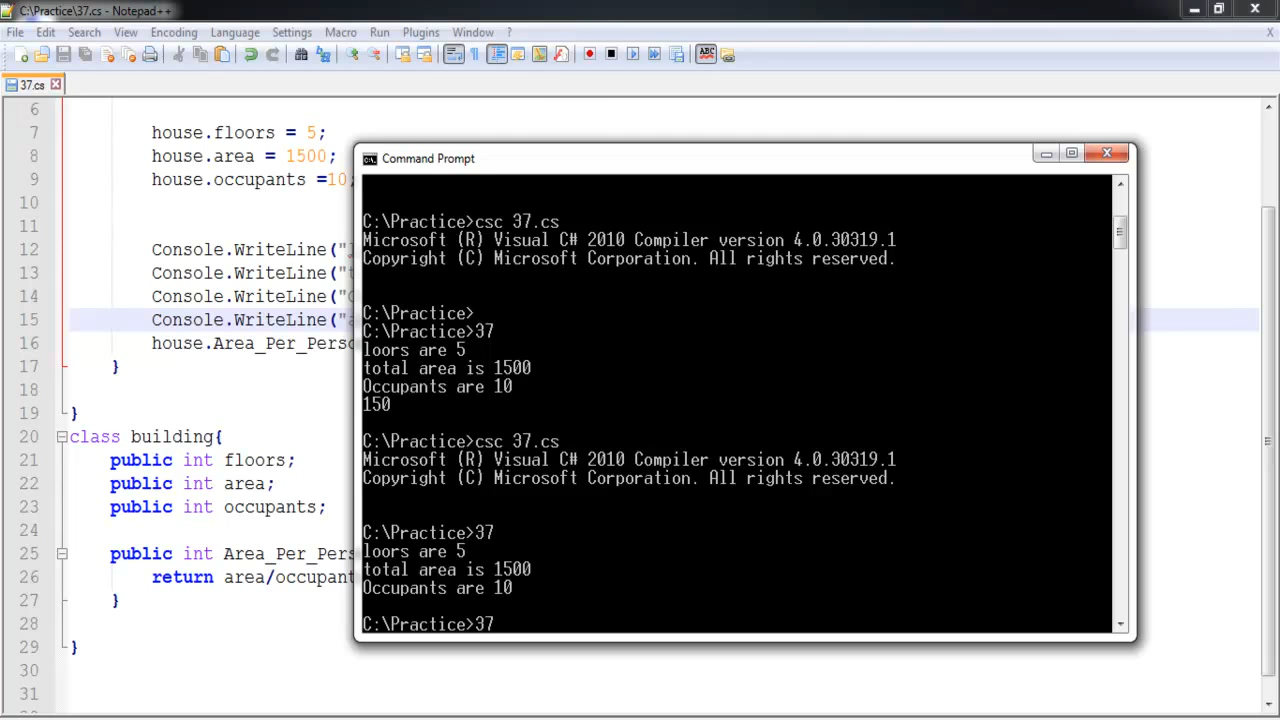 C:\Practice\37.cs - Notepad++
File Edit Search View Encoding Language Settings Macro Run Plugins Window ? X
ABC
37.cs
6
7 house.floors = 5;
8 house.area = 1500;
9 house.occupants =10;
10
11
12 Console.WriteLine("l
13 Console.WriteLine("t
14 Console.WriteLine("O
15 Console.WriteLine("a
16 house.Area_Per_Perso
17 }
18
19 }
20 class building{
21 public int floors;
22 public int area;
23 public int occupants;
24
25 public int Area_Per_Pers
26 return area/occupant
27 }
28
29 }
30
31
Command Prompt
C:\Practice>csc 37.cs
Microsoft (R) Visual C# 2010 Compiler version 4.0.30319.1
Copyright (C) Microsoft Corporation. All rights reserved.
C:\Practice>
C:\Practice>37
loors are 5
total area is 1500
Occupants are 10
150
C:\Practice>csc 37.cs
Microsoft (R) Visual C# 2010 Compiler version 4.0.30319.1
Copyright (C) Microsoft Corporation. All rights reserved.
C:\Practice>37
loors are 5
total area is 1500
Occupants are 10
C:\Practice>37